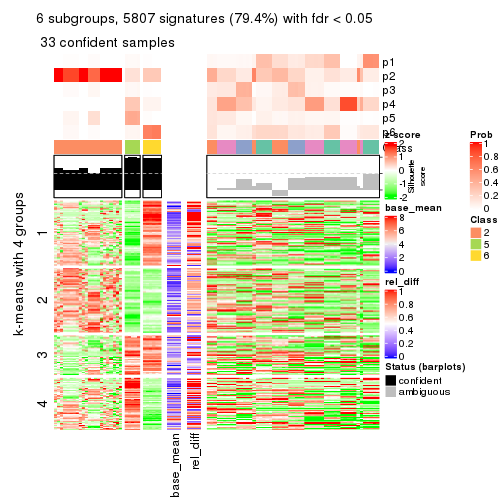 6 subgroups, 5807 signatures (79.4%) with fdr < 0.05
33 confident samples
p1
p2
p3
p4
p5
p6
Class
k-means with 4 groups
1
2
3
4
base_mean
rel_diff
Silhouette
score
z-score
2
1
0
-1
-2
base_mean
8
6
4
2
0
rel_diff
1
0.8
0.6
0.4
0.2
0
Status (barplots)
confident
ambiguous
Prob
1
0.8
0.6
0.4
0.2
0
Class
2
5
6